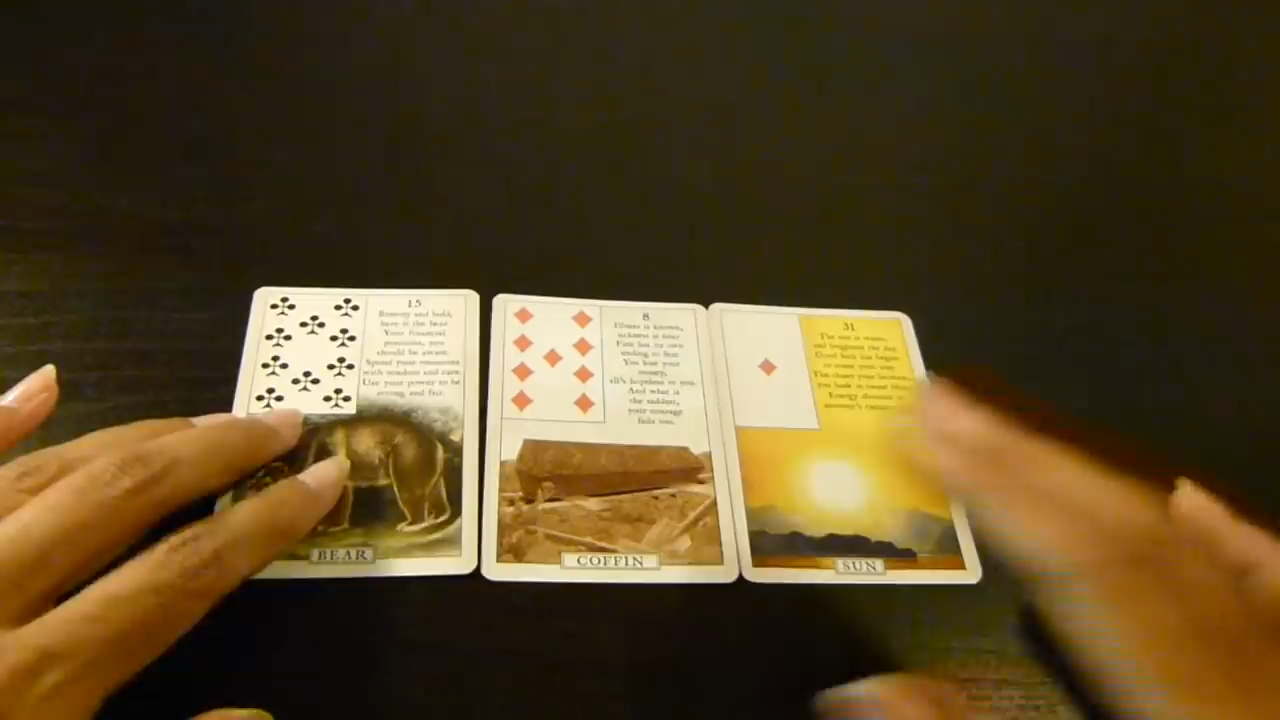 15
Remedy and bold,
here is the bear
Your financial
position, you
should be aware.
Spend your resources
with wisdom and care
Use your power to be
strong and fair.
BEAR
8
Illness is known,
sickness is near
Fate has its own
ending to fear
You lose your
money,
all's hopeless to you.
And what is
the saddest,
your courage
fails you.
COFFIN
31
The sun is warm,
and brightens the day
Good luck has begun
to come your way
Energy
SUN